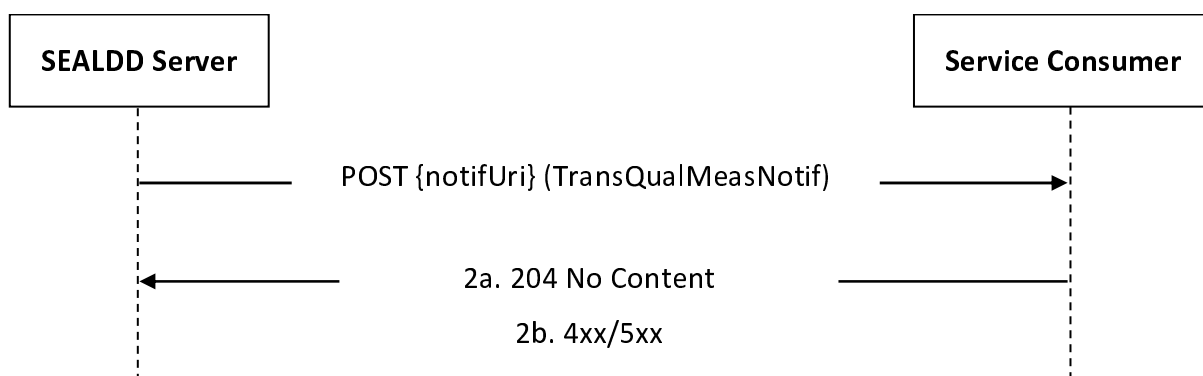 SEALDD Server
Service Consumer
POST {notifUri} (TransQualMeasNotif)
2a. 204 No Content
2b. 4xx/5xx